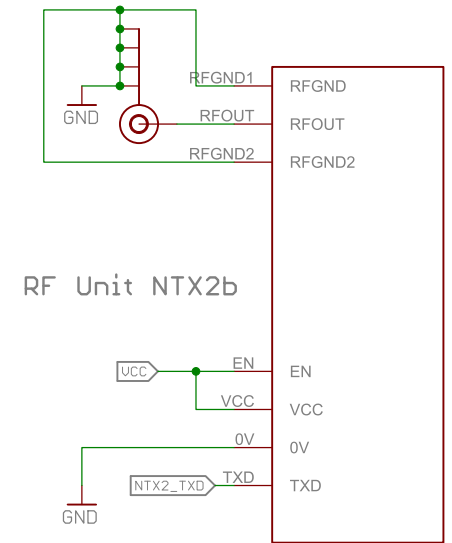 RFGND1 RFGND
GND
RFOUT RFOUT
RFGND2 RFGND2
RF Unit NTX2b
VCC EN EN
VCC VCC
0V 0V
NTX2_TXD TXD TXD
GND